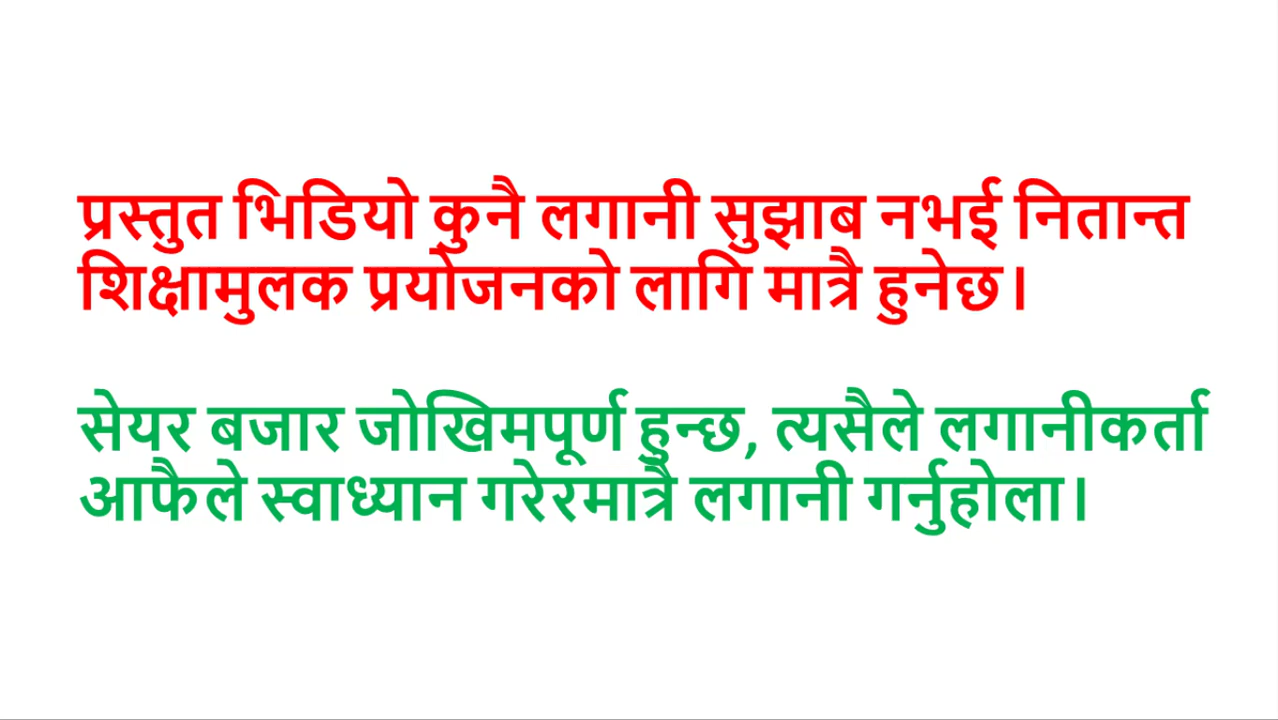 प्रस्तुत भिडियो कुनै लगानी सुझाब नभई नितान्त
शिक्षामुलक प्रयोजनको लागि मात्रै हुनेछ।
सेयर बजार जोखिमपूर्ण हुन्छ, त्यसैले लगानीकर्ता
आफैले स्वाध्यान गरेरमात्रै लगानी गर्नुहोला।